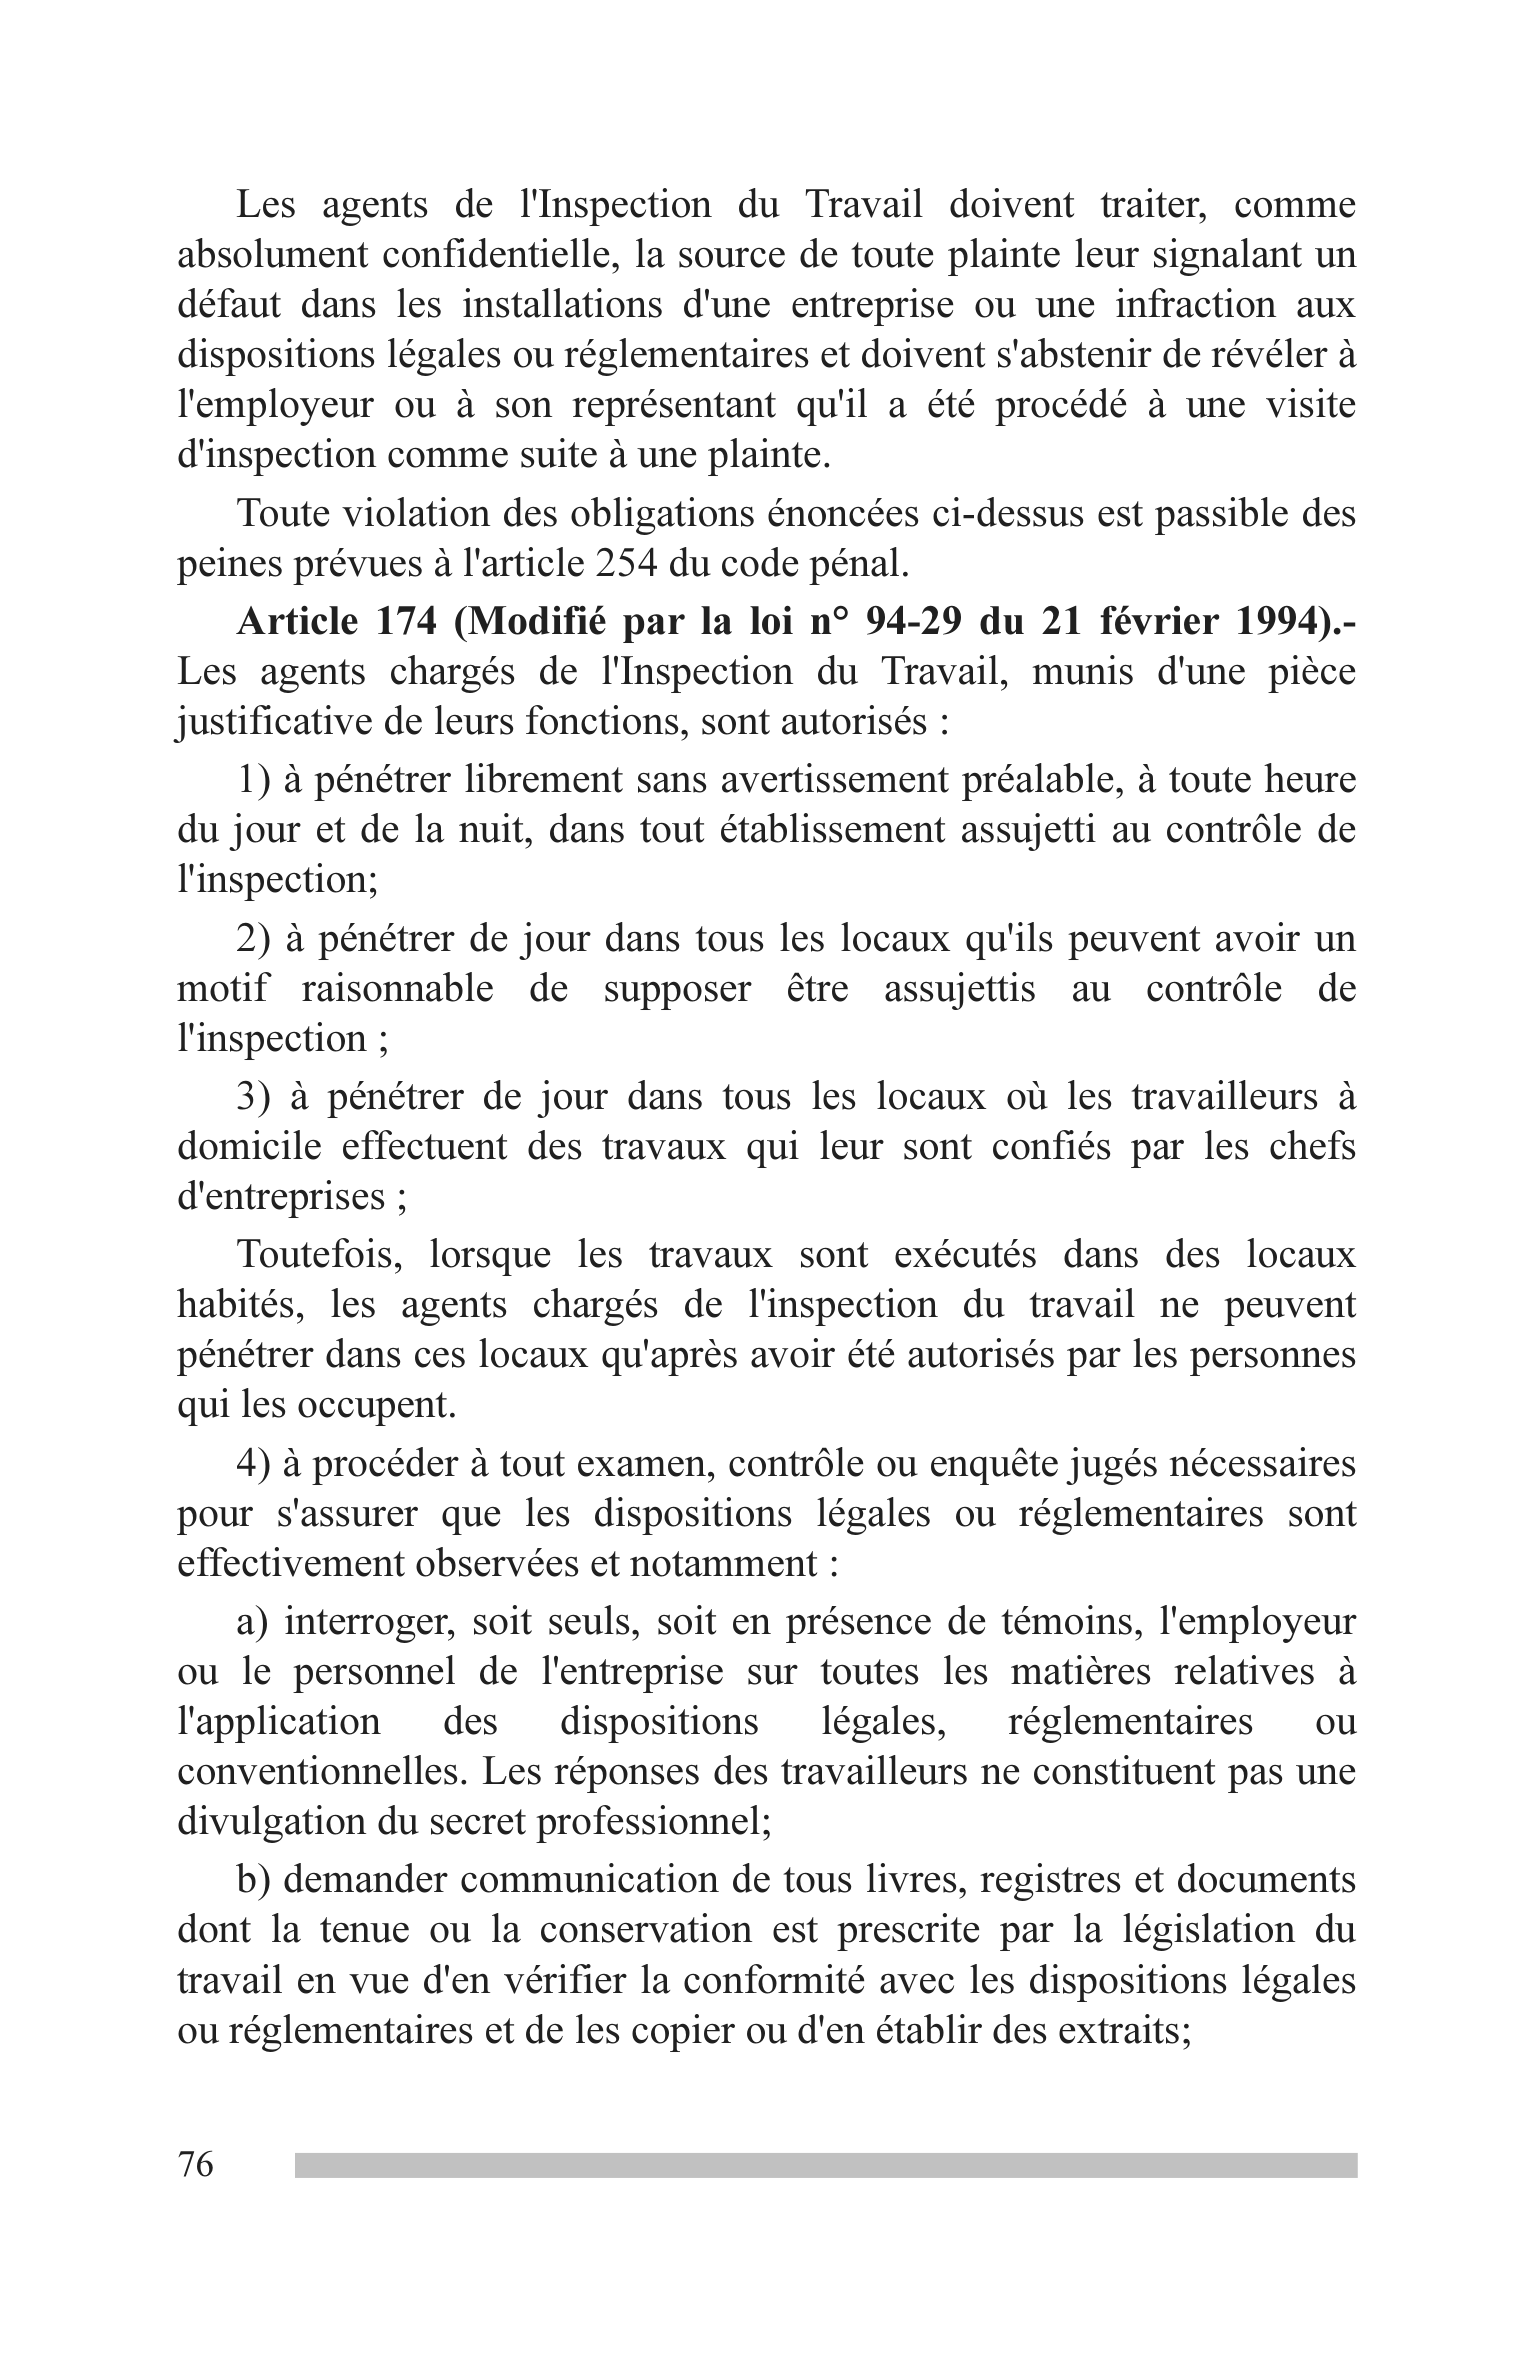 Les agents de l'Inspection du Travail doivent traiter, comme
absolument confidentielle, la source de toute plainte leur signalant un
défaut dans les installations d'une entreprise ou une infraction aux
dispositions légales ou réglementaires et doivent s'abstenir de révéler à
l'employeur ou à son représentant qu'il a été procédé à une visite
d'inspection comme suite à une plainte.
Toute violation des obligations énoncées ci-dessus est passible des
peines prévues à l'article 254 du code pénal.
Article 174 (Modifié par la loi n° 94-29 du 21 février 1994).-
Les agents chargés de l'Inspection du Travail, munis d'une pièce
justificative de leurs fonctions, sont autorisés :
1) à pénétrer librement sans avertissement préalable, à toute heure
du jour et de la nuit, dans tout établissement assujetti au contrôle de
l'inspection;
2) à pénétrer de jour dans tous les locaux qu'ils peuvent avoir un
motif raisonnable de supposer être assujettis au contrôle de
l'inspection ;
3) à pénétrer de jour dans tous les locaux où les travailleurs à
domicile effectuent des travaux qui leur sont confiés par les chefs
d'entreprises ;
Toutefois, lorsque les travaux sont exécutés dans des locaux
habités, les agents chargés de l'inspection du travail ne peuvent
pénétrer dans ces locaux qu'après avoir été autorisés par les personnes
qui les occupent.
4) à procéder à tout examen, contrôle ou enquête jugés nécessaires
pour s'assurer que les dispositions légales ou réglementaires sont
effectivement observées et notamment :
a) interroger, soit seuls, soit en présence de témoins, l'employeur
ou le personnel de l'entreprise sur toutes les matières relatives à
l'application des dispositions légales, réglementaires ou
conventionnelles. Les réponses des travailleurs ne constituent pas une
divulgation du secret professionnel;
b) demander communication de tous livres, registres et documents
dont la tenue ou la conservation est prescrite par la législation du
travail en vue d'en vérifier la conformité avec les dispositions légales
ou réglementaires et de les copier ou d'en établir des extraits;
76